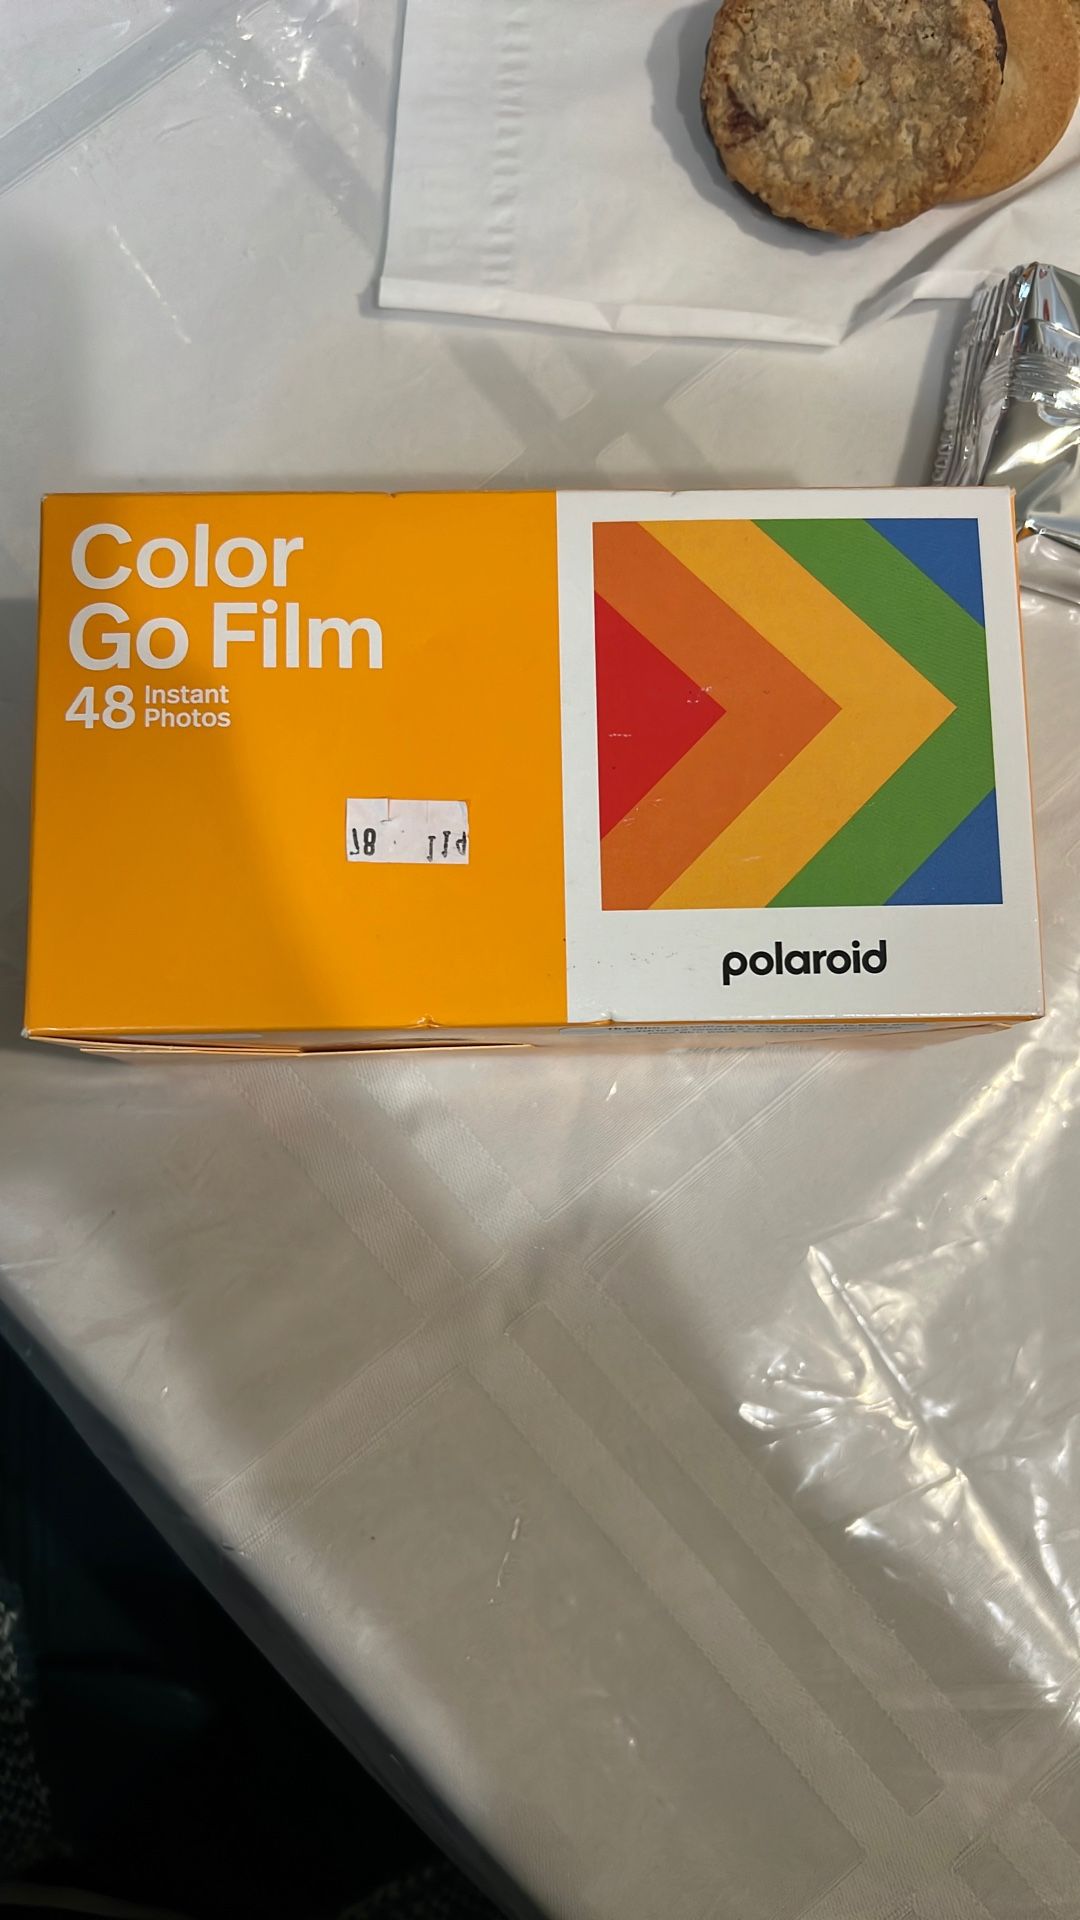 Color
Go Film
48 Instant
Photos
polaroid